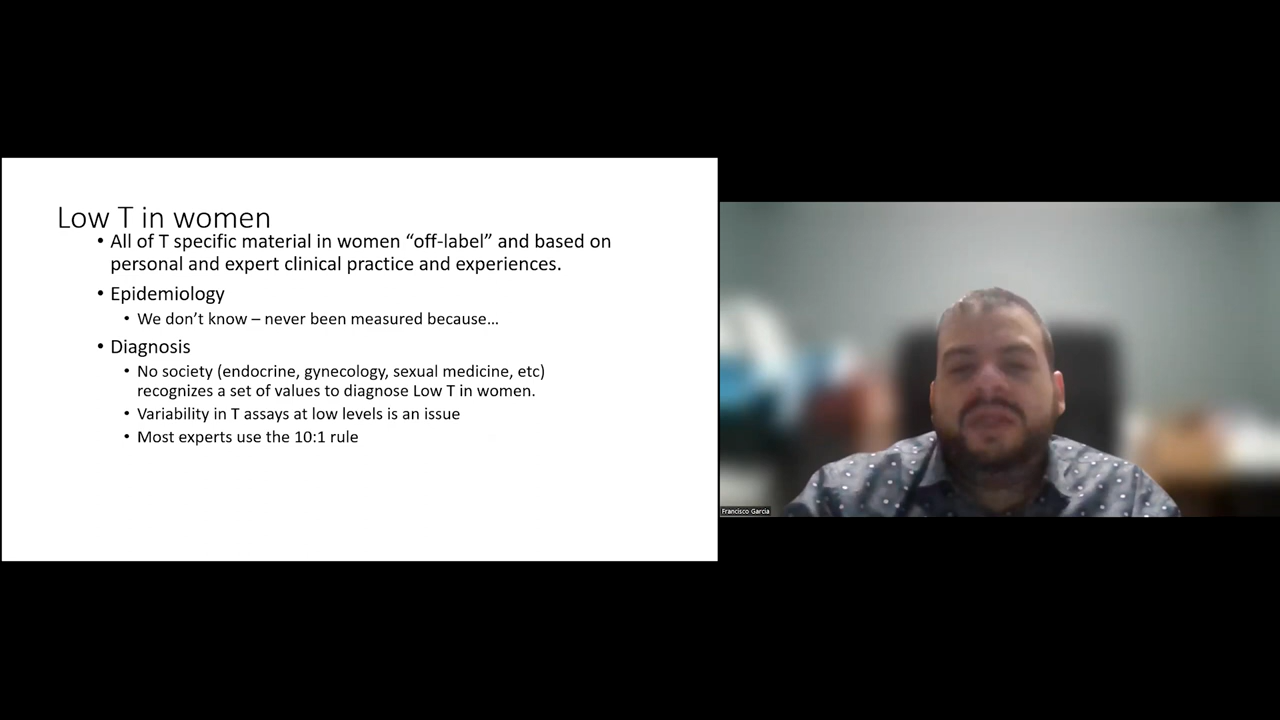 Low T in women
• All of T specific material in women “off-label” and based on
personal and expert clinical practice and experiences.
• Epidemiology
• We don’t know – never been measured because…
• Diagnosis
• No society (endocrine, gynecology, sexual medicine, etc)
recognizes a set of values to diagnose Low T in women.
• Variability in T assays at low levels is an issue
• Most experts use the 10:1 rule
Francisco Garcia